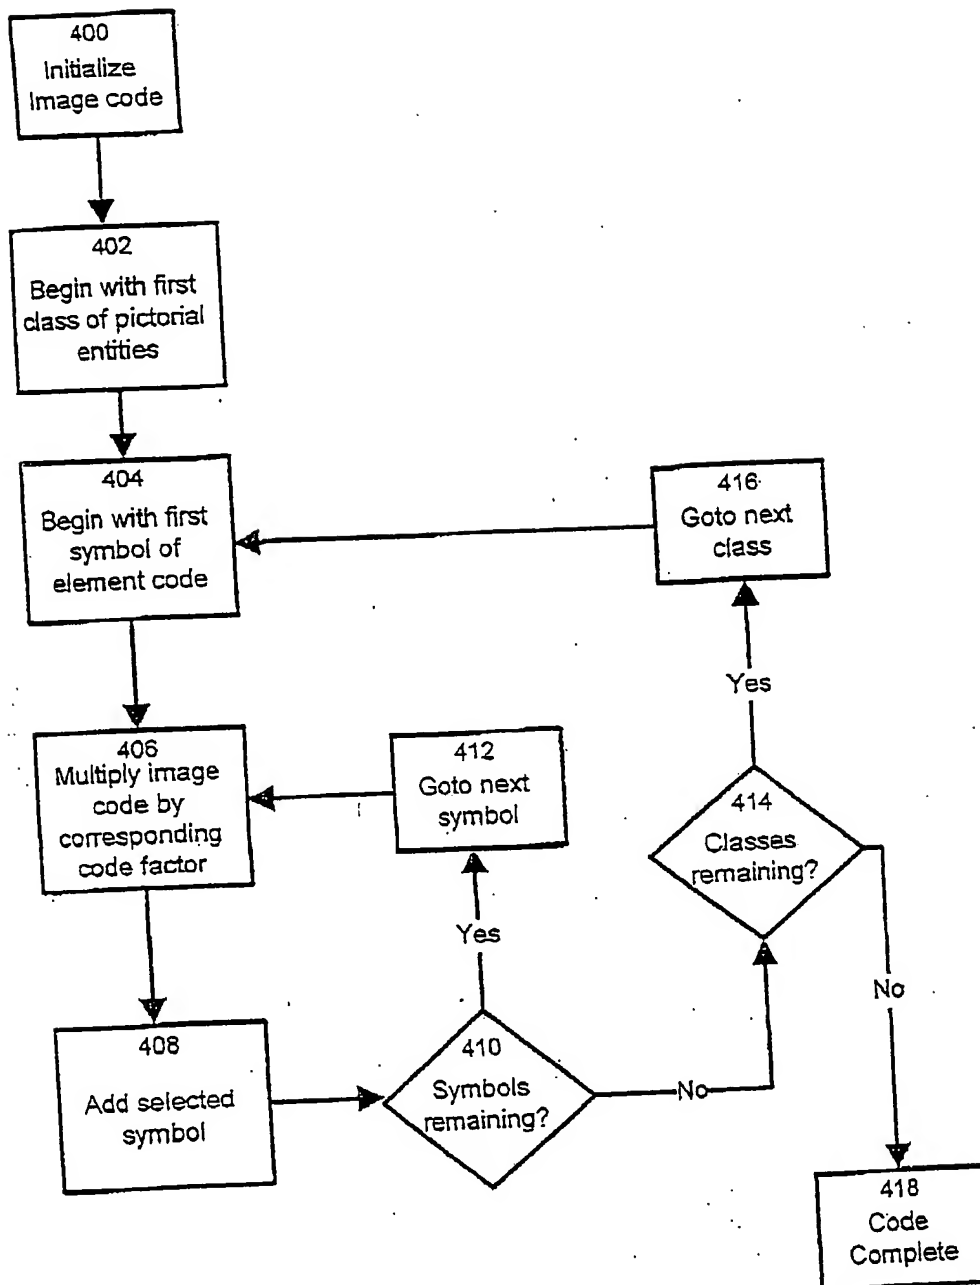 400
Initialize
Image code
402
Begin with first
class of pictorial
entities
404
Begin with first
symbol of
element code
416
Goto next
class
Yes
406
Multiply image
code by
corresponding
code factor
412
Goto next
symbol
414
Classes
remaining?
Yes
No
408
Add selected
symbol
410
Symbols
remaining?
No
418
Code
Complete